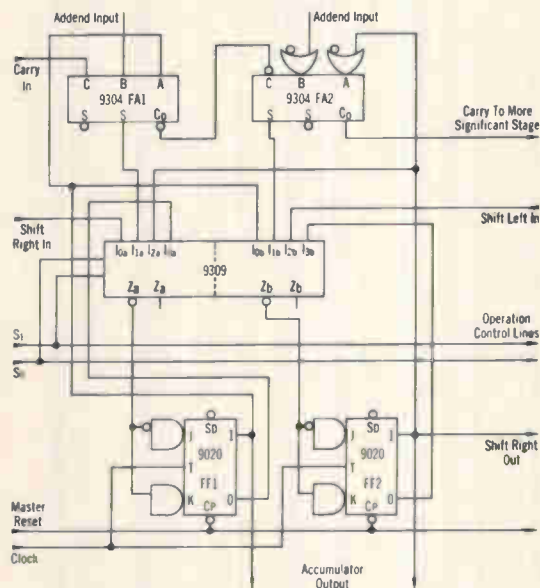 Addend Input
Addend Input
Carry In
C B A
9304 FA1
S S Co
C B A
9304 FA2
S S Co
Carry To More Significant Stage
Shift Right In
Shift Left In
I0a I1a I2a I3a
I0b I1b I2b I3b
9309
Za Za
Zb Zb
Operation Control Lines
S1
S0
SD
J 1
9020
T
FF1
K 0
CP
SD
J 1
9020
T
FF2
K 0
CP
Shift Right Out
Master Reset
Clock
Accumulator Output